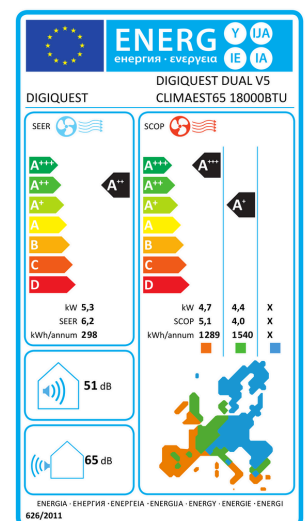 ENERG Y IJA
енергия · ενεργεια IE IA
DIGIQUEST DUAL V5
DIGIQUEST CLIMAEST65 18000BTU
SEER SCOP
A+++ A+++ A+++
A++ A++ A++
A+ A+ A+
A A
B B
C C
D D
kW 5,3 kW 4,7 4,4 X
SEER 6,2 SCOP 5,1 4,0 X
kWh/annum 298 kWh/annum 1289 1540 X
51 dB
65 dB
ENERGIA · ЕНЕРГИЯ · ΕΝΕΡΓΕΙΑ · ENERGIJA · ENERGY · ENERGIE · ENERGI
626/2011